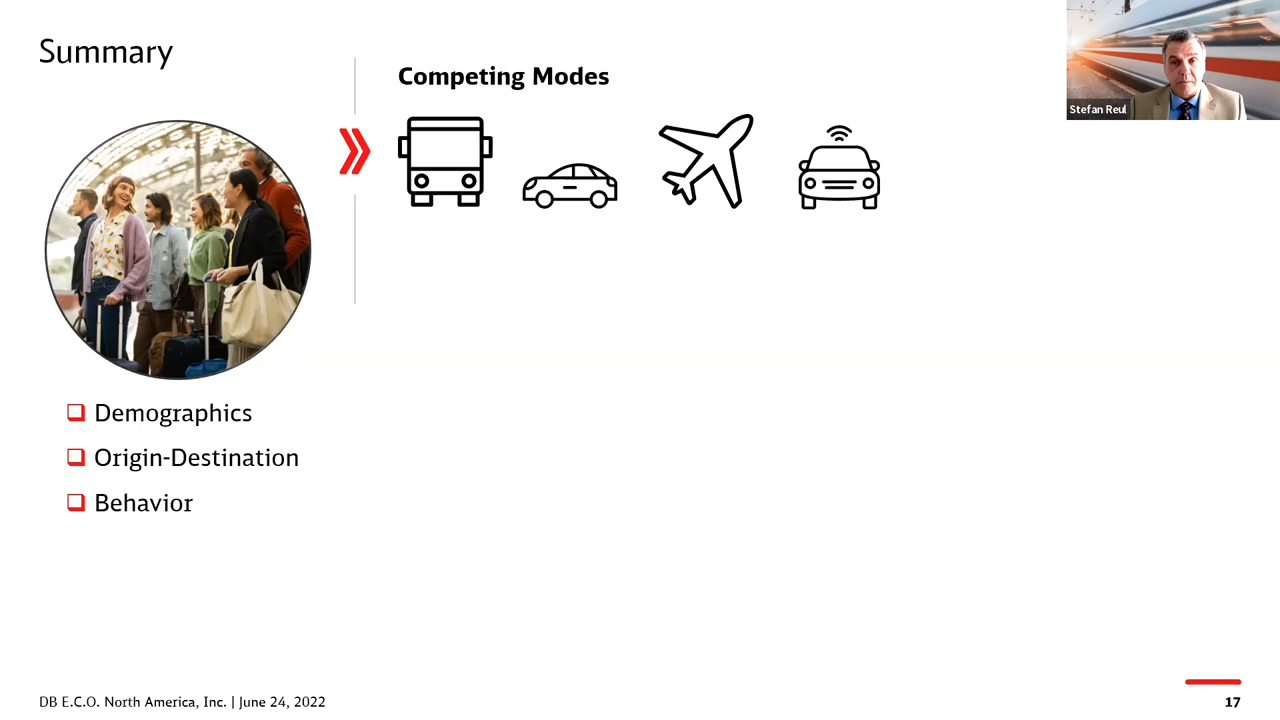 Summary
Competing Modes
Stefan Reul
Demographics
Origin-Destination
Behavior
DB E.C.O. North America, Inc. | June 24, 2022
17